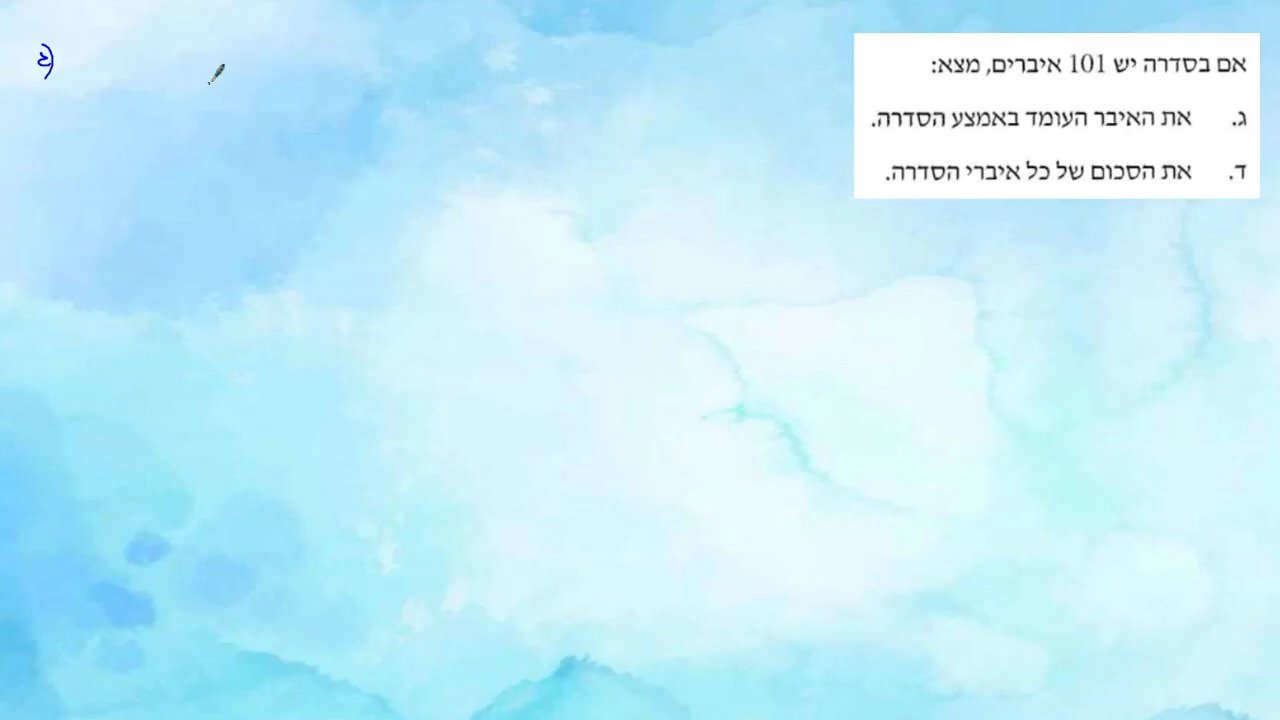 אם בסדרה יש 101 איברים, מצא:
ג. את האיבר העומד באמצע הסדרה.
ד. את הסכום של כל איברי הסדרה.